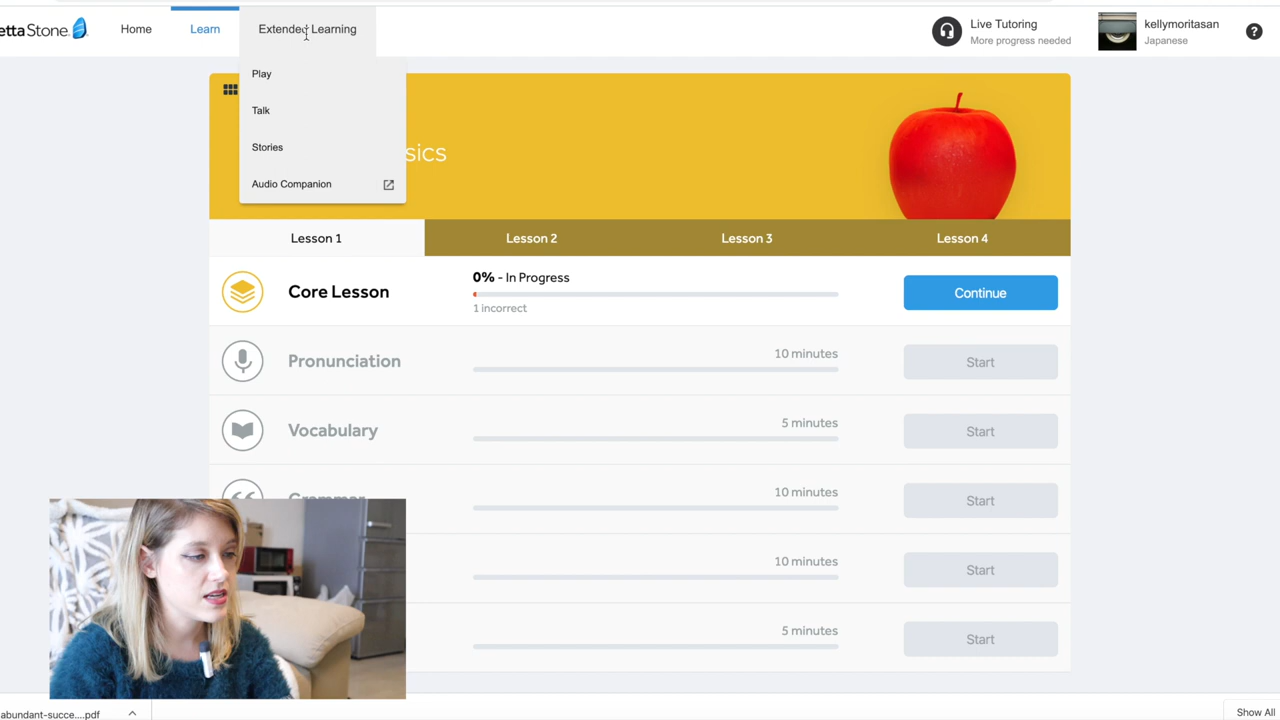 ettaStone
Home
Learn
Extended Learning
Live Tutoring
More progress needed
kellymoritasan
Japanese
?
Play
Talk
Stories
Audio Companion
sics
Lesson 1
Lesson 2
Lesson 3
Lesson 4
Core Lesson
0% - In Progress
1 incorrect
Continue
Pronunciation
10 minutes
Start
Vocabulary
5 minutes
Start
Grammar
10 minutes
Start
10 minutes
Start
5 minutes
Start
abundant-succe....pdf
Show All